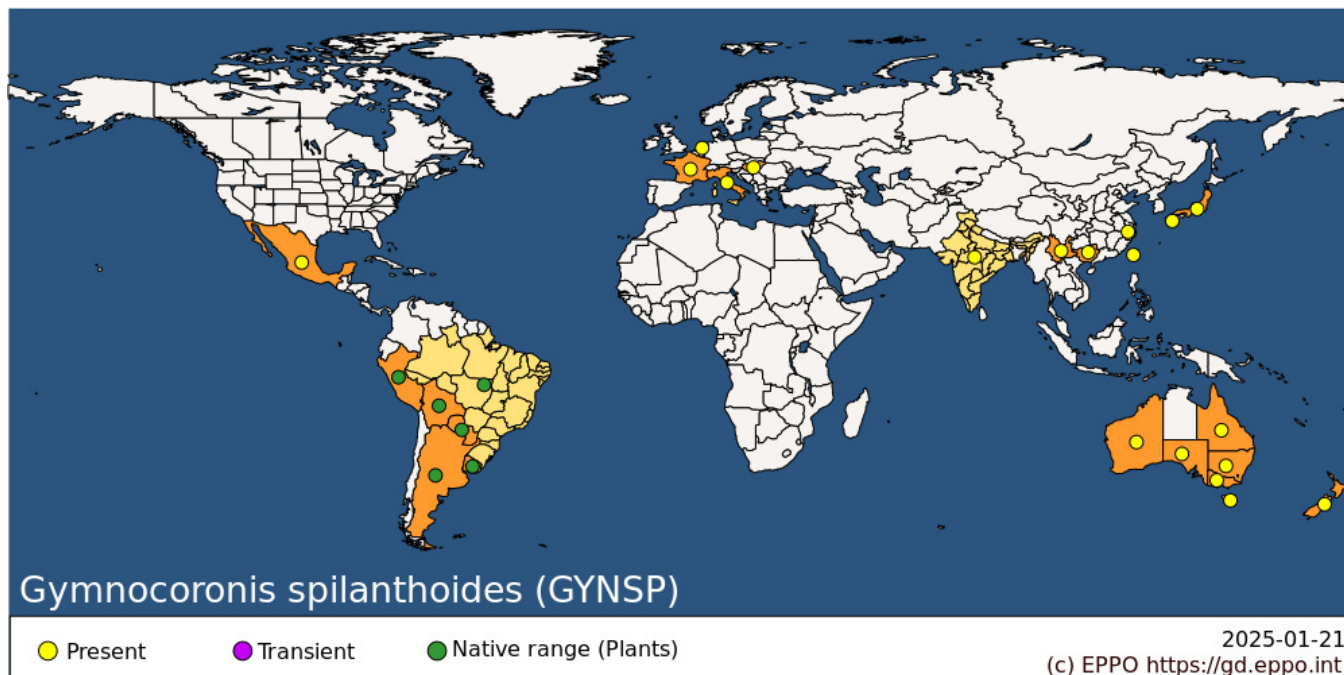 Gymnocoronis spilanthoides (GYNSP)
Present
Transient
Native range (Plants)
2025-01-21
(c) EPPO https://gd.eppo.int